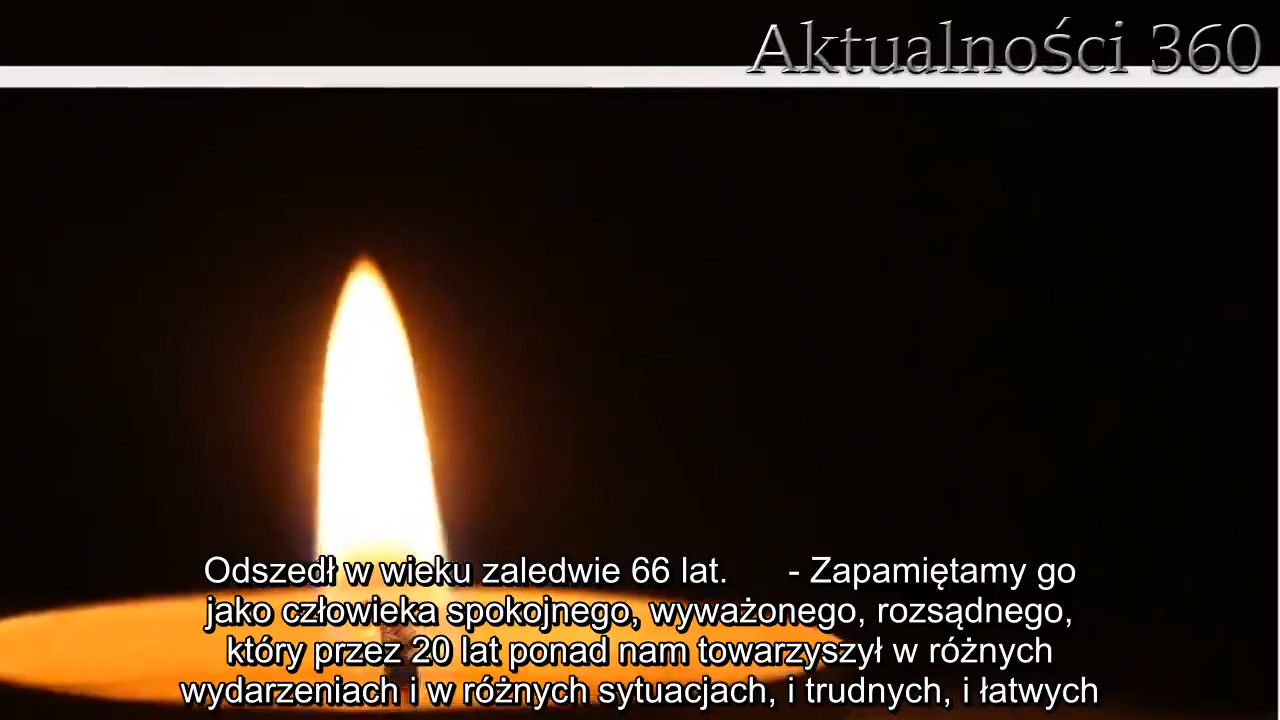 Aktualności 360
Odszedł w wieku zaledwie 66 lat. - Zapamiętamy go
jako człowieka spokojnego, wyważonego, rozsądnego,
który przez 20 lat ponad nam towarzyszył w różnych
wydarzeniach i w różnych sytuacjach, i trudnych, i łatwych